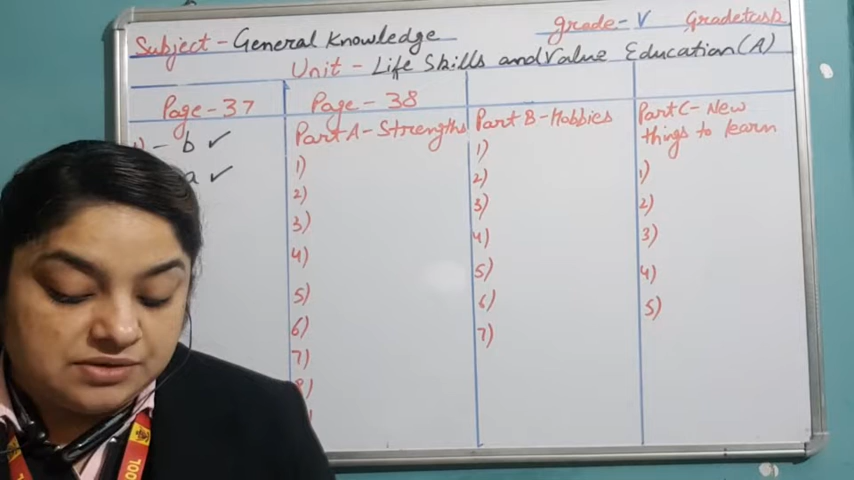 Subject - General Knowledge
grade - V Gradetask
Unit - Life Skills and Value Education (A)
Page - 37
b ✓
a ✓
Page - 38
Part A - Strengths
1)
2)
3)
4)
5)
6)
7)
8)
Part B - Hobbies
1)
2)
3)
4)
5)
6)
7)
Part C - New
things to learn
1)
2)
3)
4)
5)